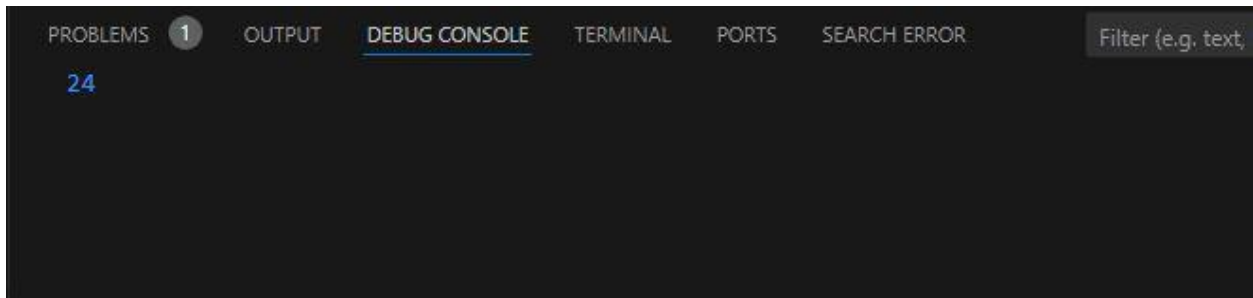 PROBLEMS 1 OUTPUT DEBUG CONSOLE TERMINAL PORTS SEARCH ERROR Filter (e.g. text,
24